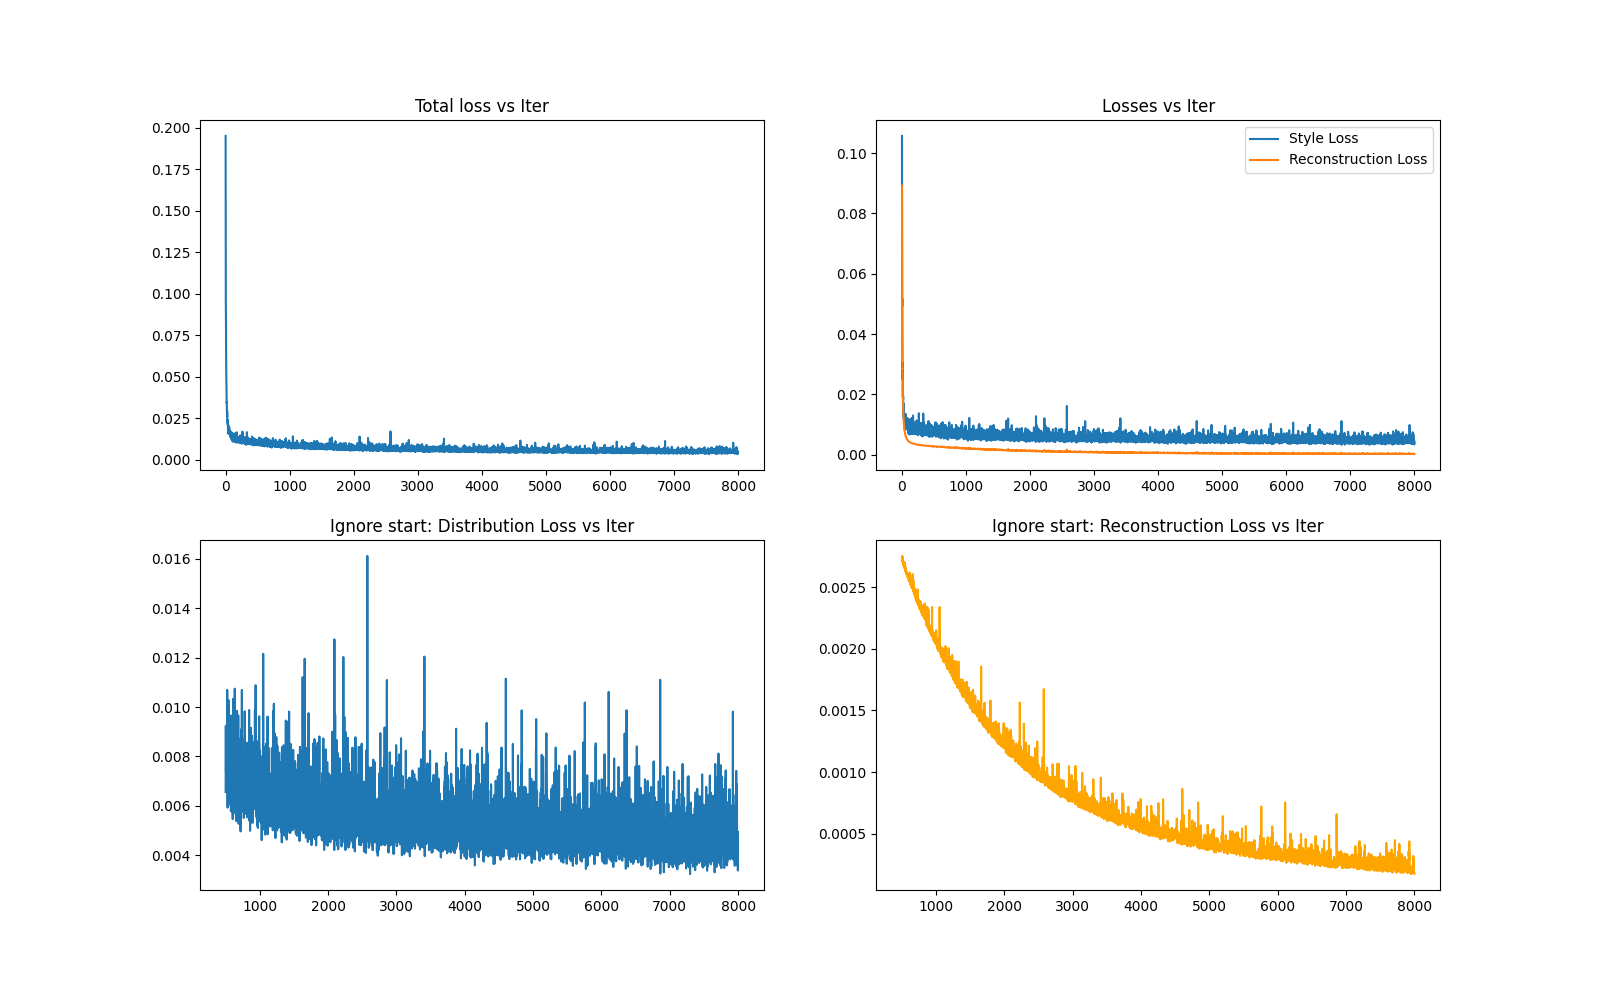 Total loss vs Iter
0.200
0.175
0.150
0.125
0.100
0.075
0.050
0.025
0.000
0 1000 2000 3000 4000 5000 6000 7000 8000
Losses vs Iter
Style Loss
Reconstruction Loss
0.10
0.08
0.06
0.04
0.02
0.00
0 1000 2000 3000 4000 5000 6000 7000 8000
Ignore start: Distribution Loss vs Iter
0.016
0.014
0.012
0.010
0.008
0.006
0.004
1000 2000 3000 4000 5000 6000 7000 8000
Ignore start: Reconstruction Loss vs Iter
0.0025
0.0020
0.0015
0.0010
0.0005
1000 2000 3000 4000 5000 6000 7000 8000